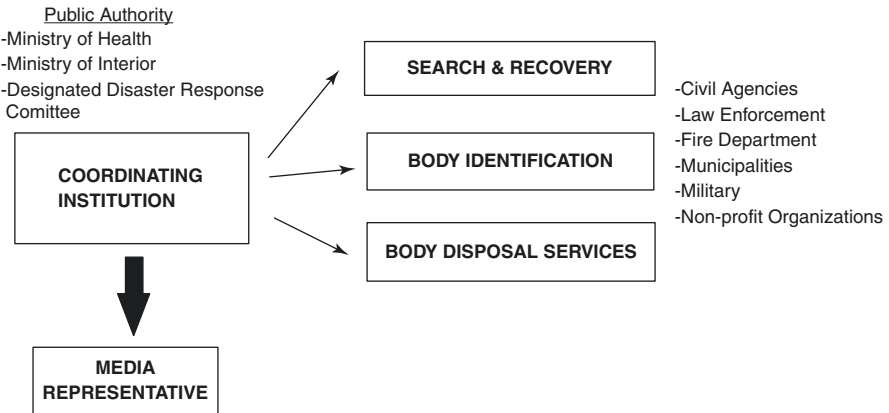 Public Authority
-Ministry of Health
-Ministry of Interior
-Designated Disaster Response
Comittee
COORDINATING
INSTITUTION
MEDIA
REPRESENTATIVE
SEARCH & RECOVERY
BODY IDENTIFICATION
BODY DISPOSAL SERVICES
-Civil Agencies
-Law Enforcement
-Fire Department
-Municipalities
-Military
-Non-profit Organizations